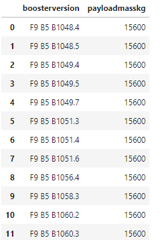 boosterversion payloadmasskg
0 F9 B5 B1048.4 15600
1 F9 B5 B1048.5 15600
2 F9 B5 B1049.4 15600
3 F9 B5 B1049.5 15600
4 F9 B5 B1049.7 15600
5 F9 B5 B1051.3 15600
6 F9 B5 B1051.4 15600
7 F9 B5 B1051.6 15600
8 F9 B5 B1056.4 15600
9 F9 B5 B1058.3 15600
10 F9 B5 B1060.2 15600
11 F9 B5 B1060.3 15600